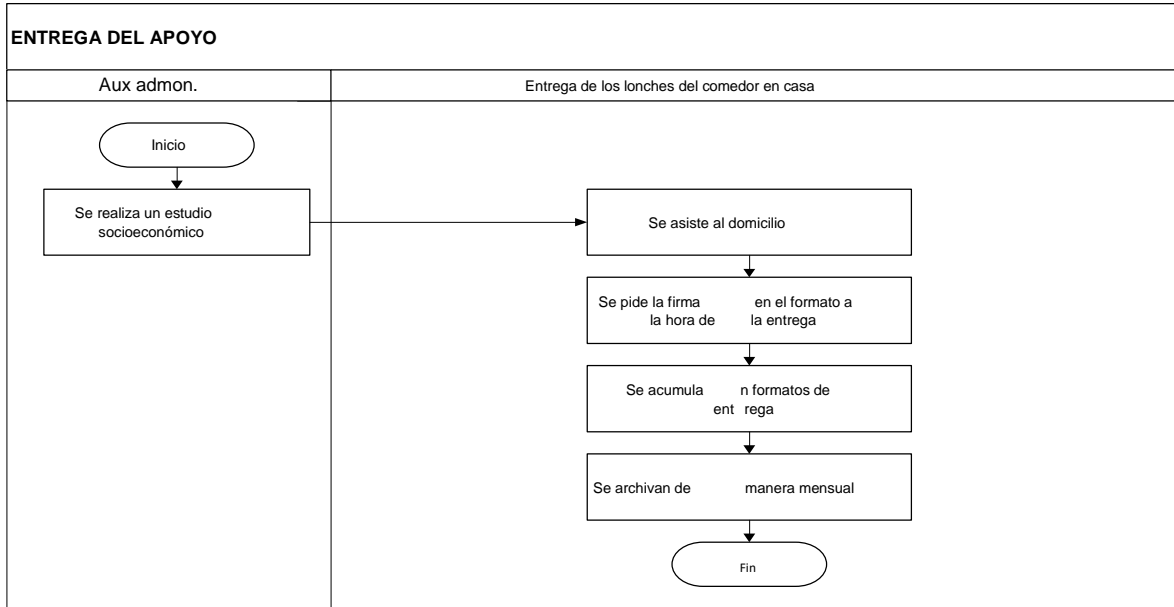 ENTREGA DEL APOYO
Aux admon.
Entrega de los lonches del comedor en casa
Inicio
Se realiza un estudio
socioeconómico
Se asiste al domicilio
Se pide la firma en el formato a
la hora de la entrega
Se acumula n formatos de
ent rega
Se archivan de manera mensual
Fin